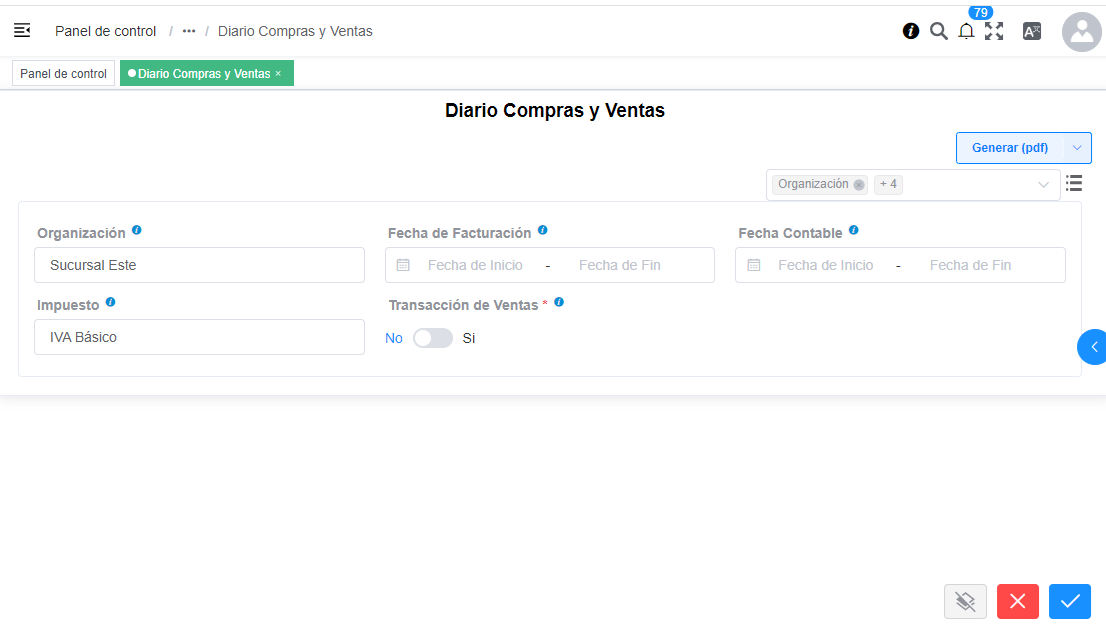 Panel de control / ••• / Diario Compras y Ventas
79
Panel de control
Diario Compras y Ventas ×
Diario Compras y Ventas
Generar (pdf)
Organización + 4
Organización
Fecha de Facturación
Fecha Contable
Sucursal Este
Fecha de Inicio - Fecha de Fin
Fecha de Inicio - Fecha de Fin
Impuesto
Transacción de Ventas *
IVA Básico
No Si